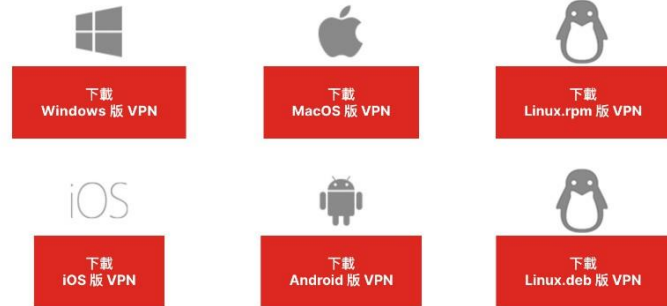 下載
Windows 版 VPN
下載
MacOS 版 VPN
下載
Linux.rpm 版 VPN
iOS
下載
iOS 版 VPN
下載
Android 版 VPN
下載
Linux.deb 版 VPN